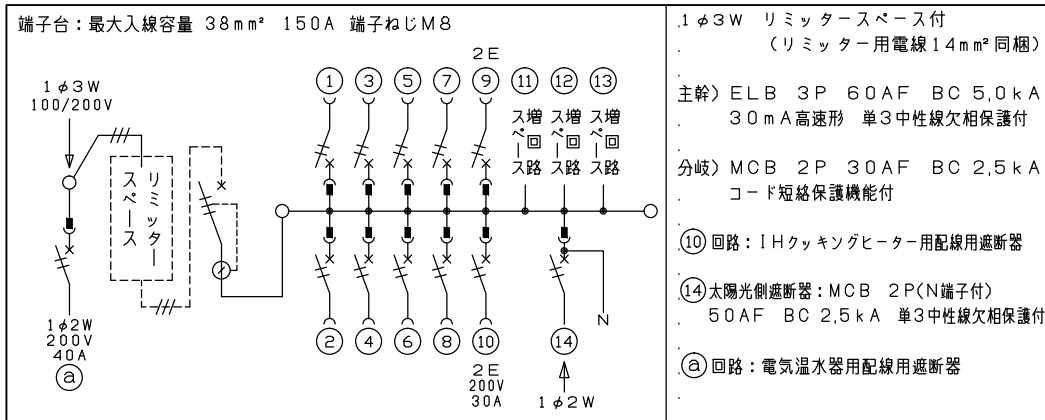 端子台：最大入線容量 38mm² 150A 端子ねじM8
1φ3W
100/200V
リミッター
スペース
1φ2W
200V
40A
ⓐ
2E
① ③ ⑤ ⑦ ⑨ ⑪ ⑫ ⑬
増回路
スペース
増回路
スペース
増回路
スペース
N
② ④ ⑥ ⑧ ⑩ ⑭
2E
200V
30A
1φ2W
1φ3W リミッタースペース付
(リミッター用電線14mm²同梱)
主幹) ELB 3P 60AF BC 5,0kA
30mA高速形 単3中性線欠相保護付
分岐) MCB 2P 30AF BC 2,5kA
コード短絡保護機能付
⑩回路：IHクッキングヒーター用配線用遮断器
⑭太陽光側遮断器：MCB 2P(N端子付)
50AF BC 2,5kA 単3中性線欠相保護付
ⓐ回路：電気温水器用配線用遮断器